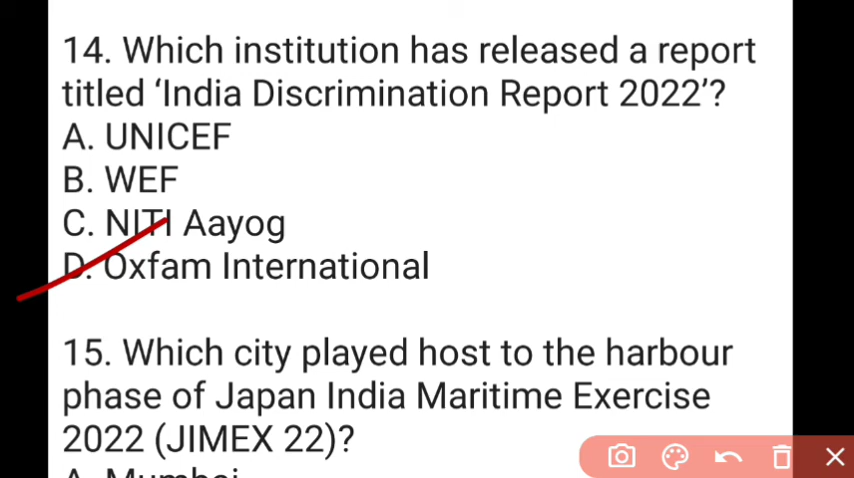 14. Which institution has released a report
titled ‘India Discrimination Report 2022’?
A. UNICEF
B. WEF
C. NITI Aayog
D. Oxfam International
15. Which city played host to the harbour
phase of Japan India Maritime Exercise
2022 (JIMEX 22)?
A. Mumbai